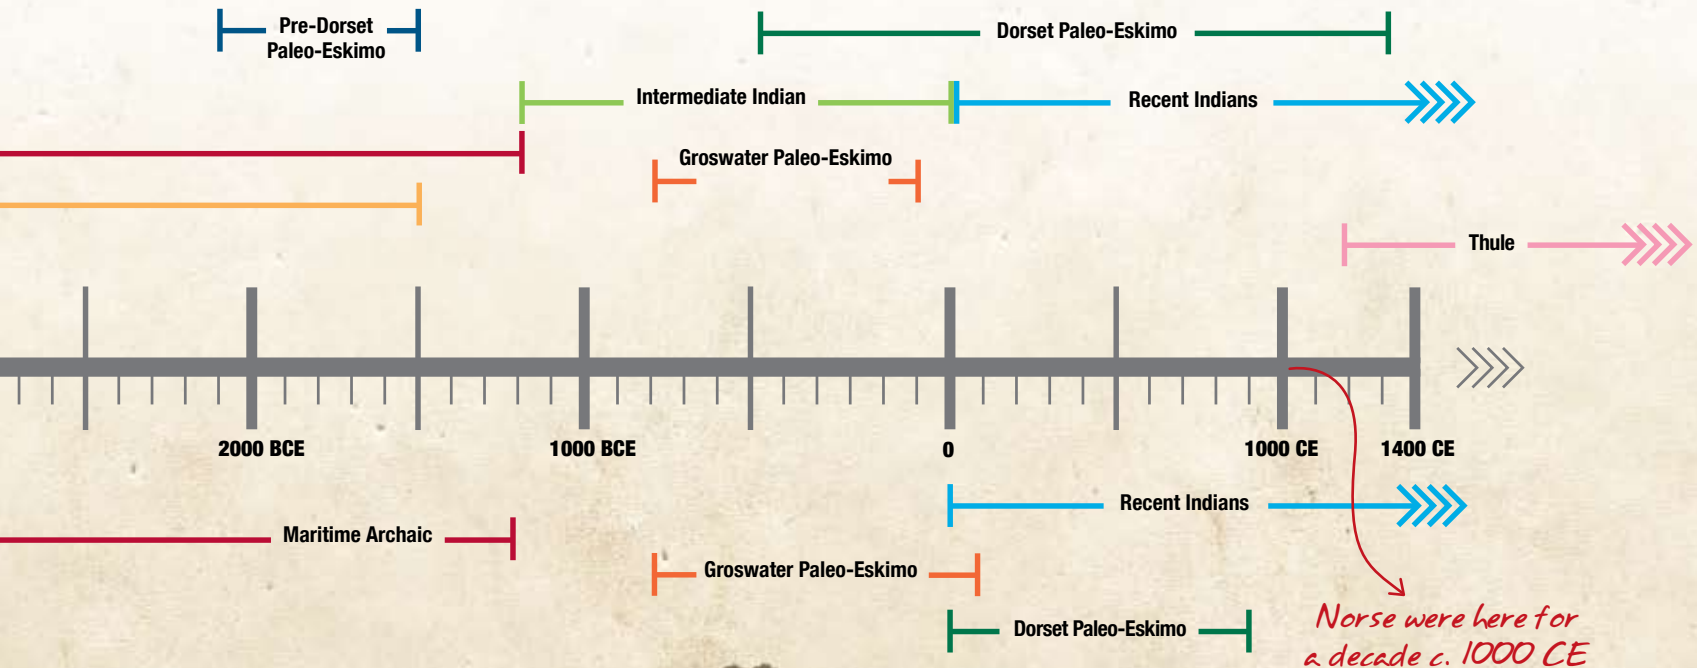 Pre-Dorset
Paleo-Eskimo
Dorset Paleo-Eskimo
Intermediate Indian
Recent Indians
Groswater Paleo-Eskimo
Thule
2000 BCE
1000 BCE
0
1000 CE
1400 CE
Recent Indians
Maritime Archaic
Groswater Paleo-Eskimo
Dorset Paleo-Eskimo
Norse were here for
a decade c. 1000 CE